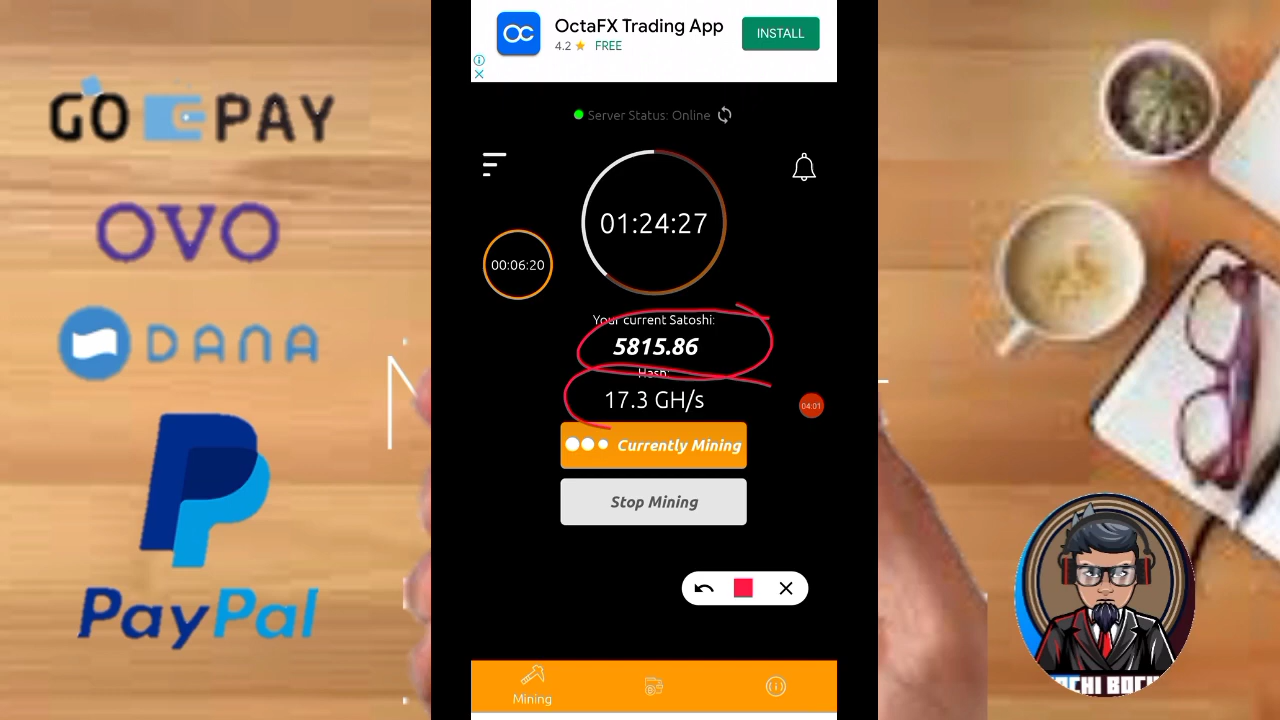 GO PAY
OVO
DANA
PayPal
OctaFX Trading App
4.2 ★ FREE
INSTALL
Server Status: Online
01:24:27
00:06:20
Your current Satoshi:
5815.86
Hash:
17.3 GH/s
04:01
Currently Mining
Stop Mining
Mining